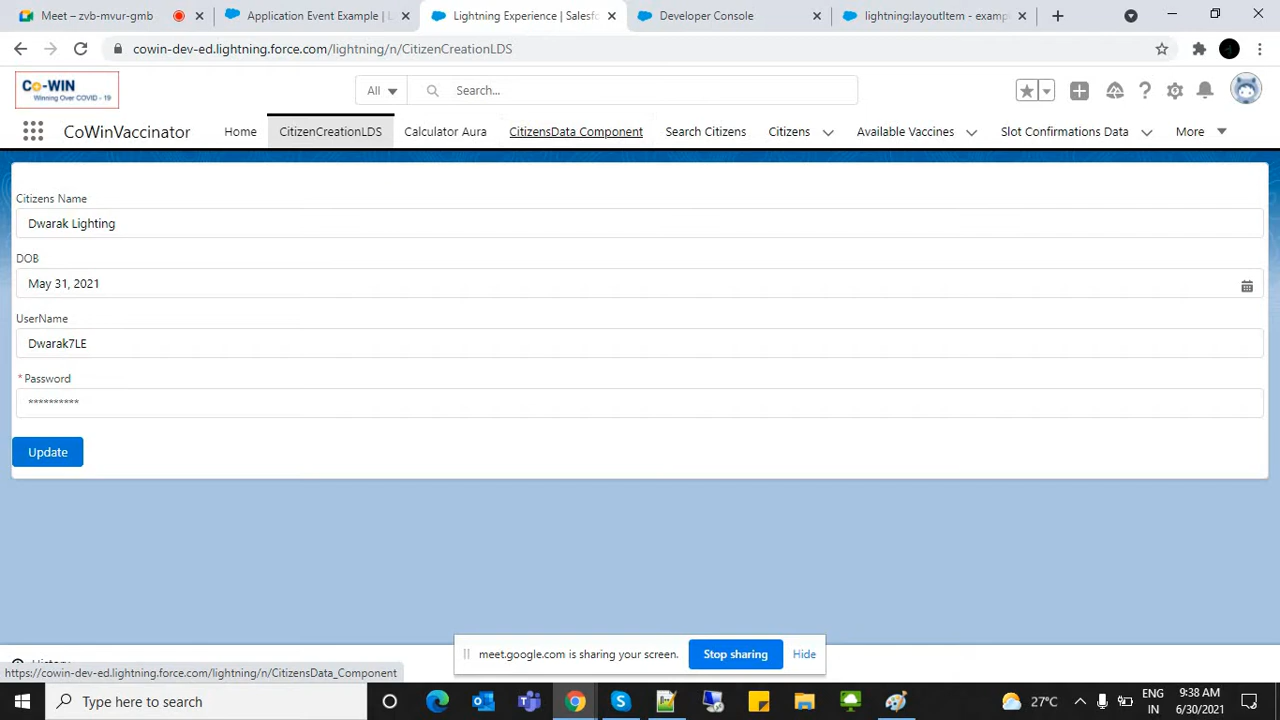 Meet – zvb-mvur-gmb
Application Event Example | L
Lightning Experience | Salesfo
Developer Console
lightning:layoutItem - exampl
cowin-dev-ed.lightning.force.com/lightning/n/CitizenCreationLDS
Co-WIN
Winning Over COVID - 19
All
Search...
CoWinVaccinator
Home
CitizenCreationLDS
Calculator Aura
CitizensData Component
Search Citizens
Citizens
Available Vaccines
Slot Confirmations Data
More
Citizens Name
Dwarak Lighting
DOB
May 31, 2021
UserName
Dwarak7LE
*Password
**********
Update
meet.google.com is sharing your screen.
Stop sharing
Hide
History
https://cowin-dev-ed.lightning.force.com/lightning/n/CitizensData_Component
Type here to search
27°C
ENG
IN
9:38 AM
6/30/2021